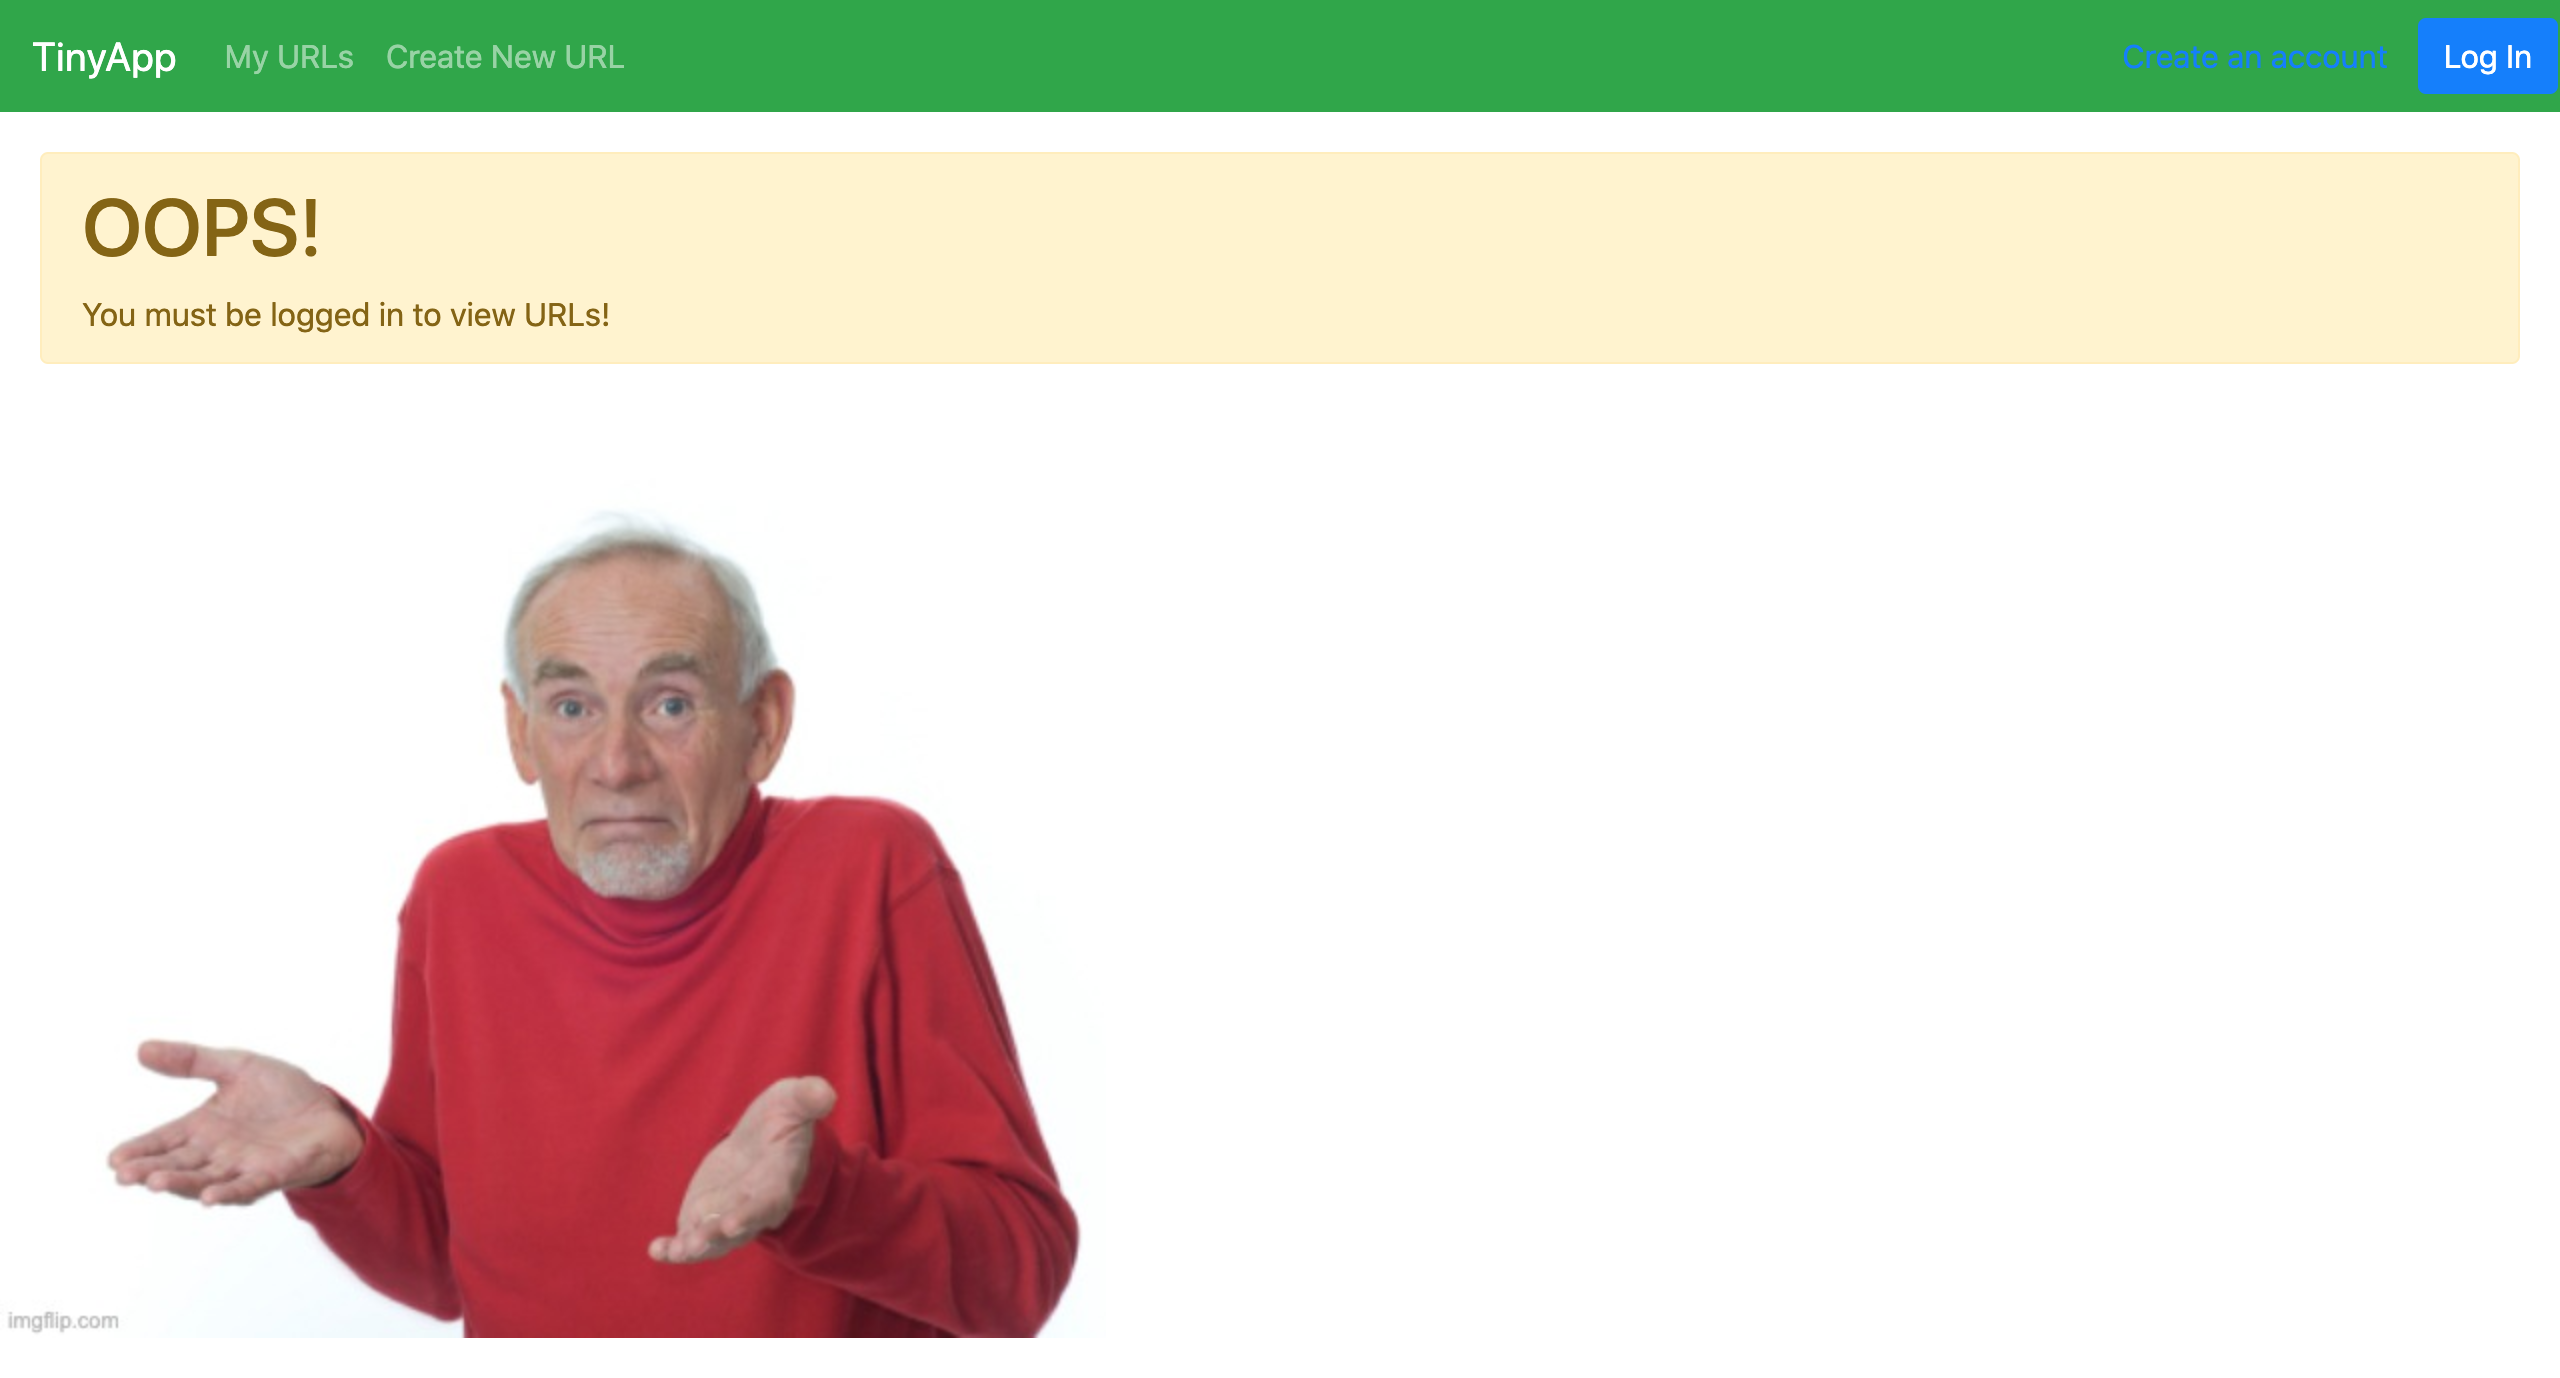 TinyApp My URLs Create New URL Create an account Log In
OOPS!
You must be logged in to view URLs!
imgflip.com